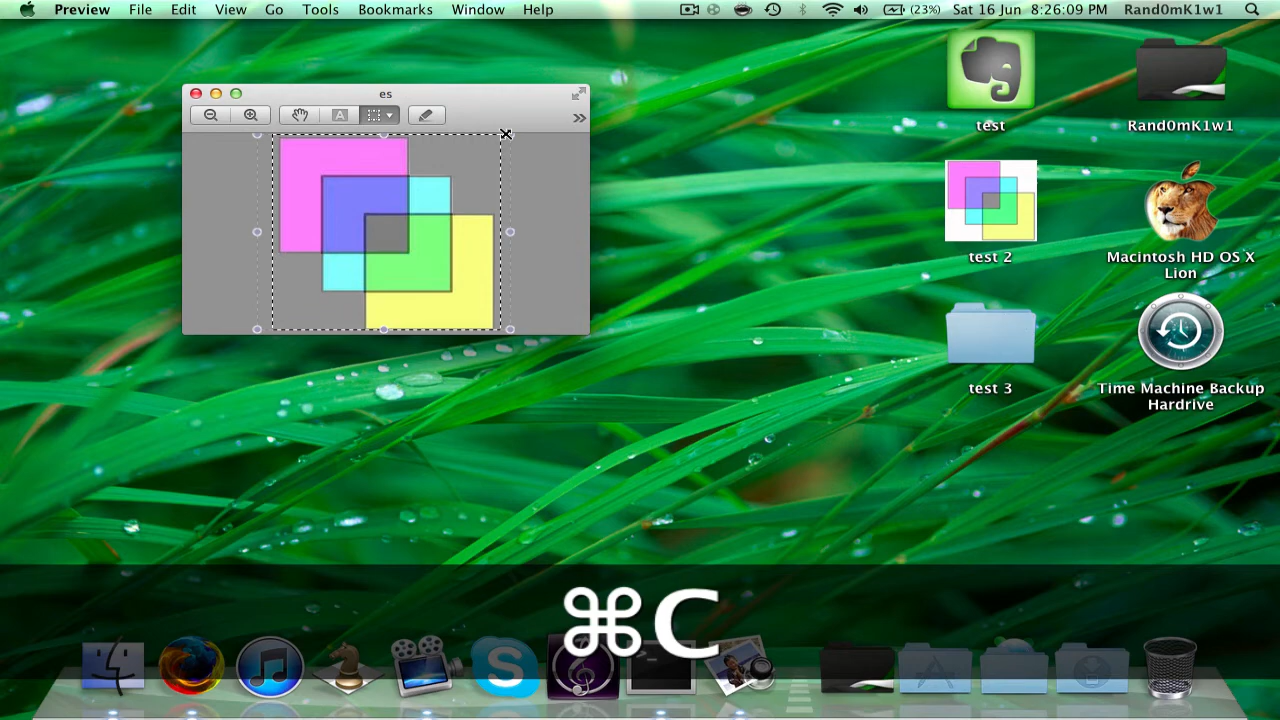 Preview File Edit View Go Tools Bookmarks Window Help (23%) Sat 16 Jun 8:26:09 PM Rand0mK1w1
es
A
test
Rand0mK1w1
test 2
Macintosh HD OS X
Lion
test 3
Time Machine Backup
Hardrive
⌘C